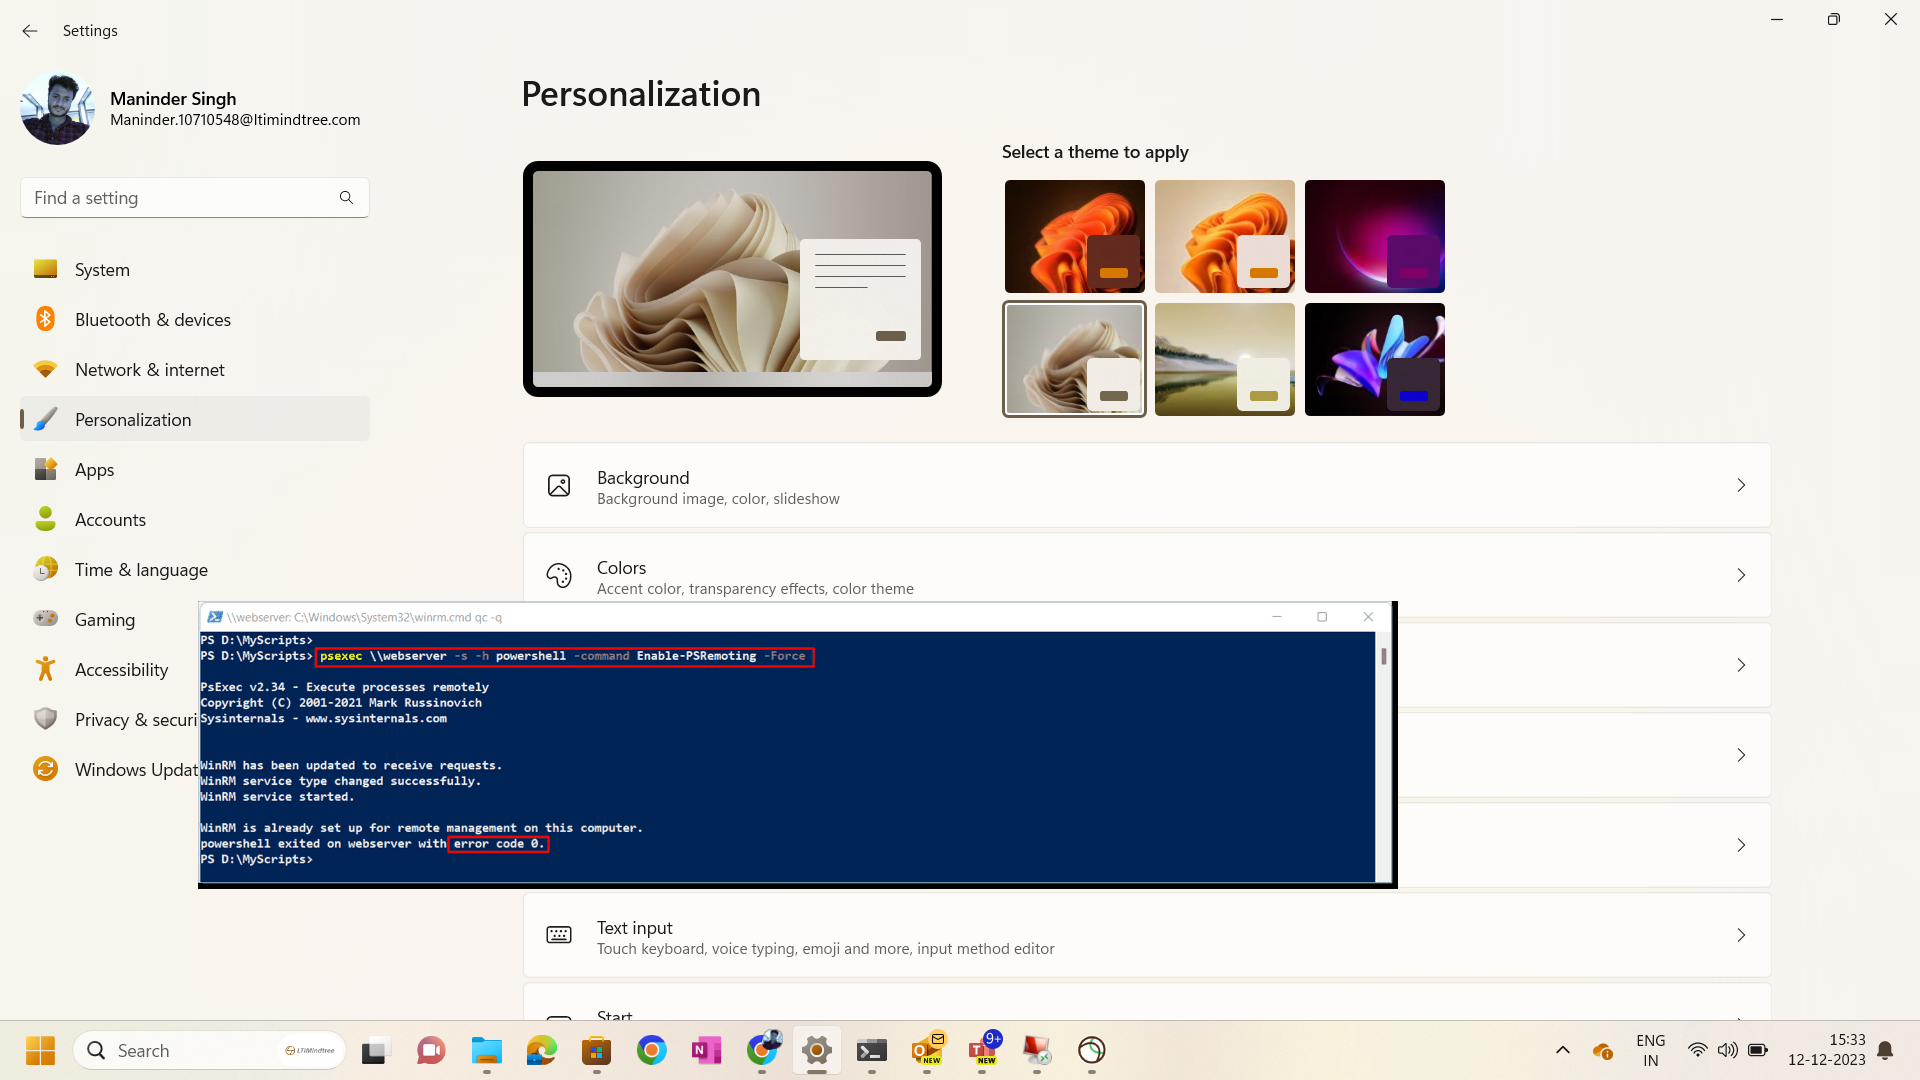 Settings
Maninder Singh
Maninder.10710548@ltimindtree.com
Find a setting
System
Bluetooth & devices
Network & internet
Personalization
Apps
Accounts
Time & language
Gaming
Accessibility
Privacy & securi
Windows Updat
Personalization
Select a theme to apply
Background
Background image, color, slideshow
Colors
Accent color, transparency effects, color theme
\\webserver: C:\Windows\System32\winrm.cmd qc -q
PS D:\MyScripts>
PS D:\MyScripts> psexec \\webserver -s -h powershell -command Enable-PSRemoting -Force
PsExec v2.34 - Execute processes remotely
Copyright (C) 2001-2021 Mark Russinovich
Sysinternals - www.sysinternals.com
WinRM has been updated to receive requests.
WinRM service type changed successfully.
WinRM service started.
WinRM is already set up for remote management on this computer.
powershell exited on webserver with error code 0.
PS D:\MyScripts>
Text input
Touch keyboard, voice typing, emoji and more, input method editor
Start
Search
LTIMindtree
NEW
9+
NEW
ENG
IN
15:33
12-12-2023